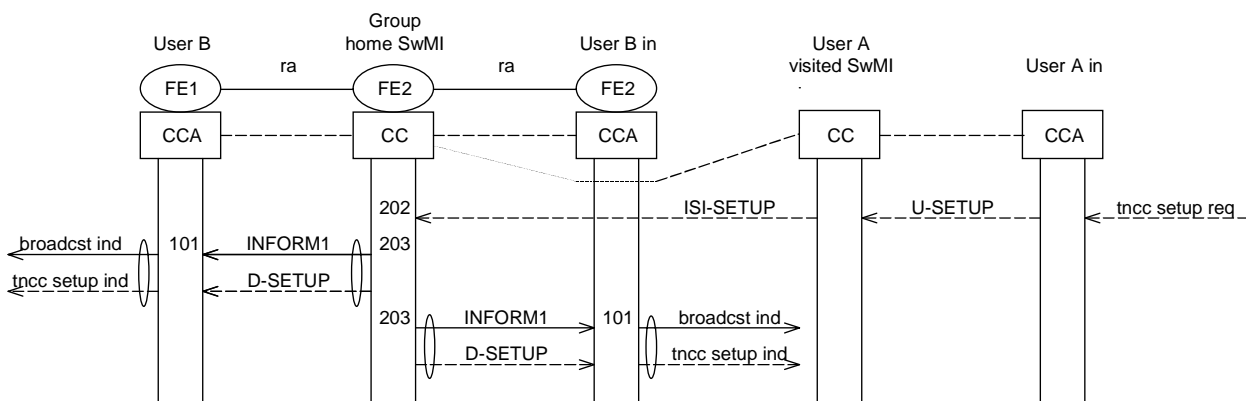 Group
User B
home SwMI
User B in
User A
visited SwMI
User A in
ra
ra
FE1
FE2
FE2
CCA
CC
CCA
CC
CCA
202
ISI-SETUP
U-SETUP
tncc setup req
broadcst ind
101
INFORM1
203
tncc setup ind
D-SETUP
203
INFORM1
101
broadcst ind
D-SETUP
tncc setup ind